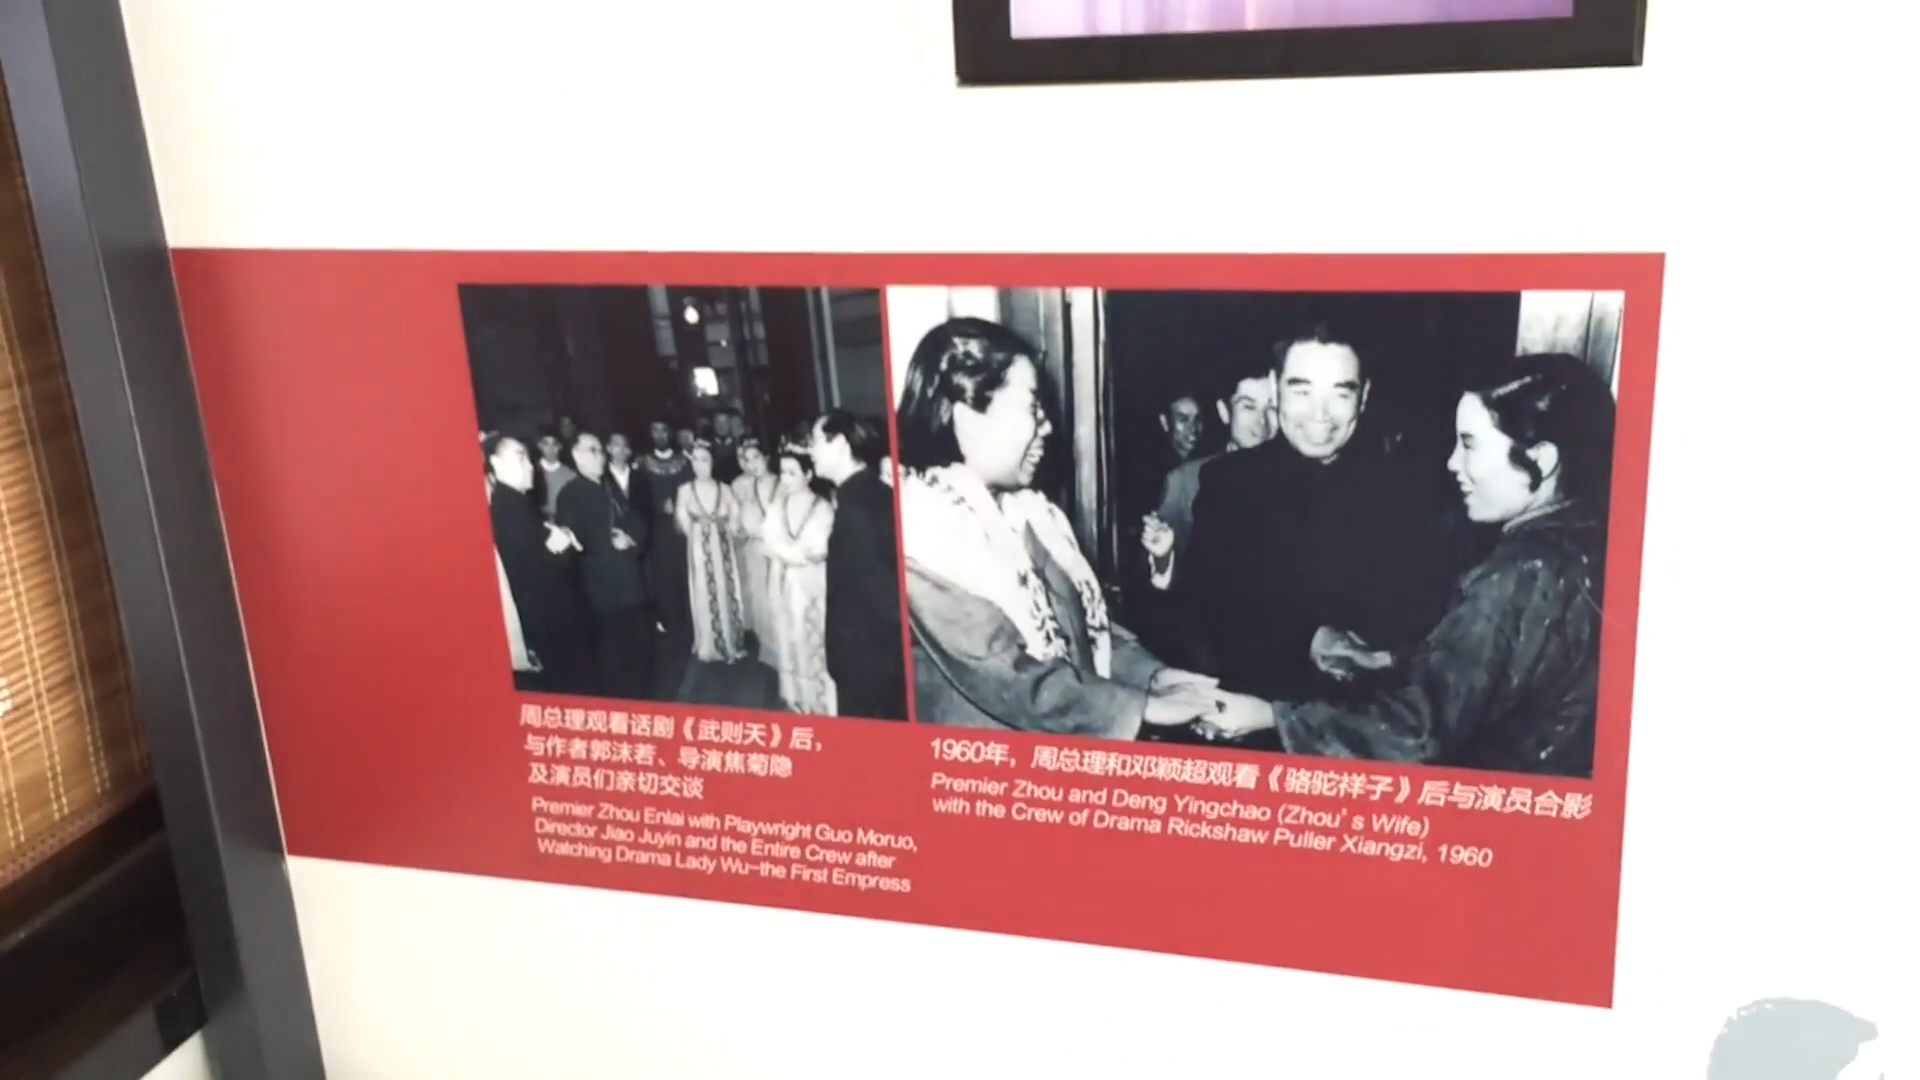 周总理观看话剧《武则天》后，
与作者郭沫若、导演焦菊隐
及演员们亲切交谈
Premier Zhou Enlai with Playwright Guo Moruo,
Director Jiao Juyin and the Entire Crew after
Watching Drama Lady Wu–the First Empress
1960年，周总理和邓颖超观看《骆驼祥子》后与演员合影
Premier Zhou and Deng Yingchao (Zhou's Wife)
with the Crew of Drama Rickshaw Puller Xiangzi, 1960